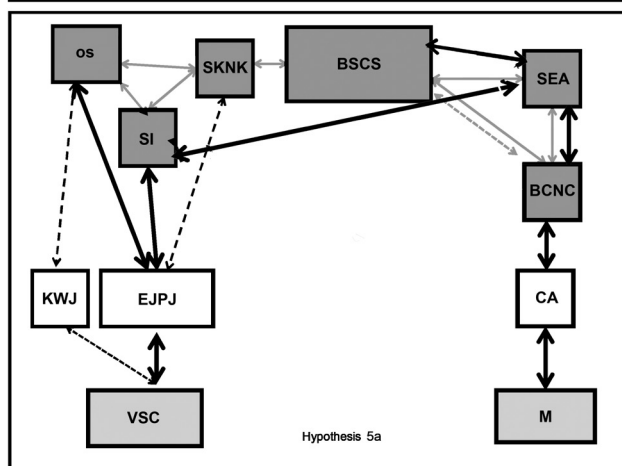 os
SKNK
BSCS
SEA
SI
BCNC
KWJ
EJPJ
CA
VSC
M
Hypothesis 5a